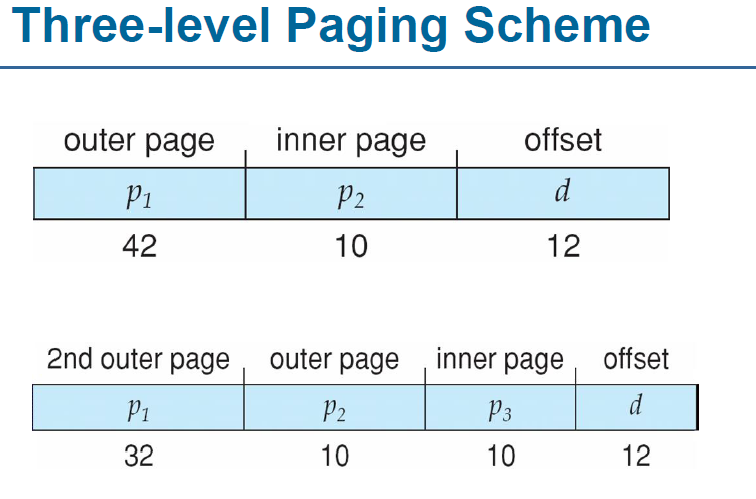 Three-level Paging Scheme
outer page inner page offset
p1 p2 d
42 10 12
2nd outer page outer page inner page offset
p1 p2 p3 d
32 10 10 12